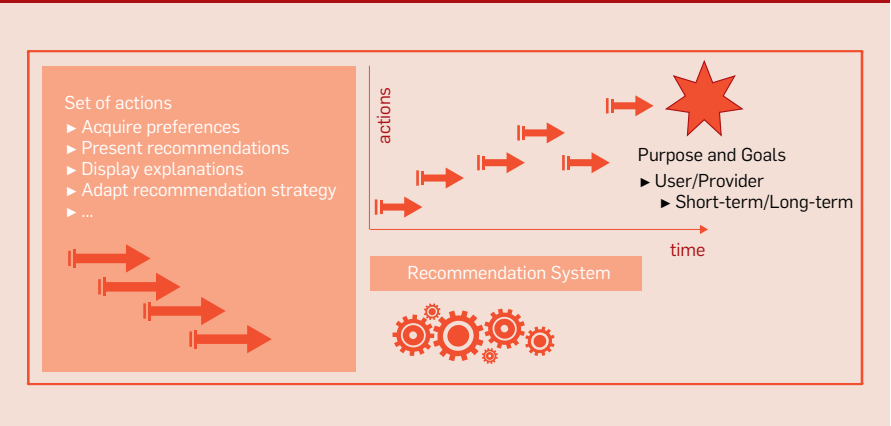 Set of actions
► Acquire preferences
► Present recommendations
► Display explanations
► Adapt recommendation strategy
► ...
actions
Purpose and Goals
► User/Provider
► Short-term/Long-term
time
Recommendation System